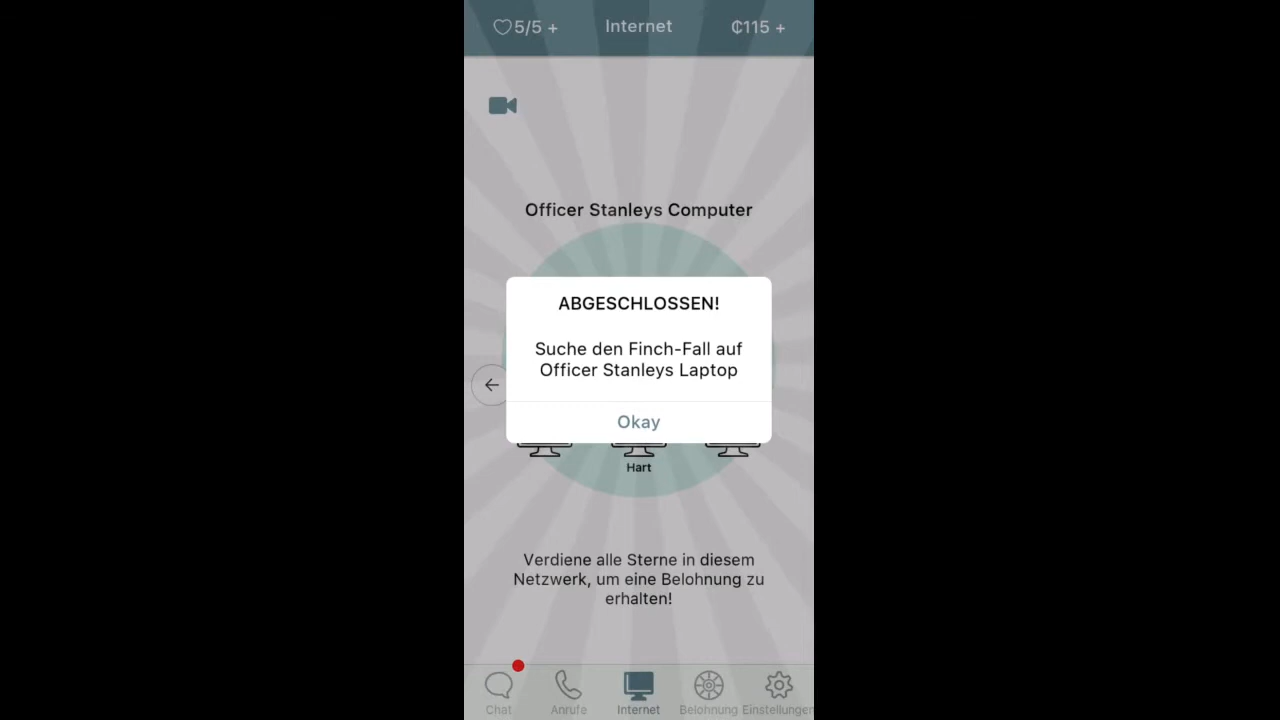 5/5 + Internet ₵115 +
Officer Stanleys Computer
ABGESCHLOSSEN!
Suche den Finch-Fall auf
Officer Stanleys Laptop
Okay
Hart
Verdiene alle Sterne in diesem
Netzwerk, um eine Belohnung zu
erhalten!
Chat Anrufe Internet Belohnung Einstellungen